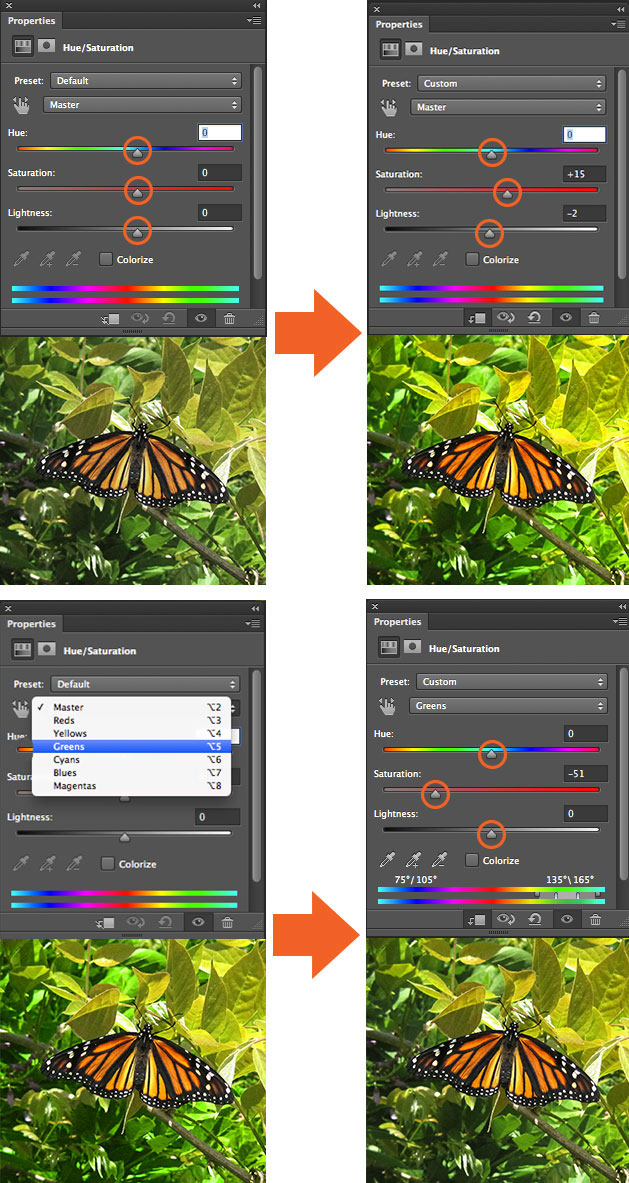 Properties
Hue/Saturation
Preset: Default
Master
Hue: 0
Saturation: 0
Lightness: 0
Colorize
Properties
Hue/Saturation
Preset: Custom
Master
Hue: 0
Saturation: +15
Lightness: -2
Colorize
Properties
Hue/Saturation
Preset: Default
✓ Master ⌥2
Reds ⌥3
Yellows ⌥4
Greens ⌥5
Cyans ⌥6
Blues ⌥7
Magentas ⌥8
Hue:
Lightness: 0
Colorize
Properties
Hue/Saturation
Preset: Custom
Greens
Hue: 0
Saturation: -51
Lightness: 0
Colorize
75°/105° 135°\165°